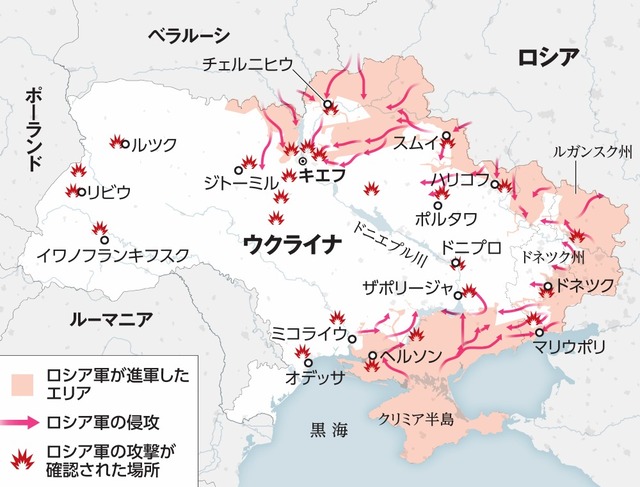 ベラルーシ
ロシア
チェルニヒウ
ポーランド
ルツク
スムイ
ルガンスク州
ジトーミル
キエフ
ハリコフ
リビウ
ポルタワ
イワノフランキフスク
ウクライナ
ドニエプル川
ドニプロ
ドネツク州
ザポリージャ
ドネツク
ルーマニア
ミコライウ
マリウポリ
ヘルソン
オデッサ
クリミア半島
黒海
ロシア軍が進軍した
エリア
ロシア軍の侵攻
ロシア軍の攻撃が
確認された場所